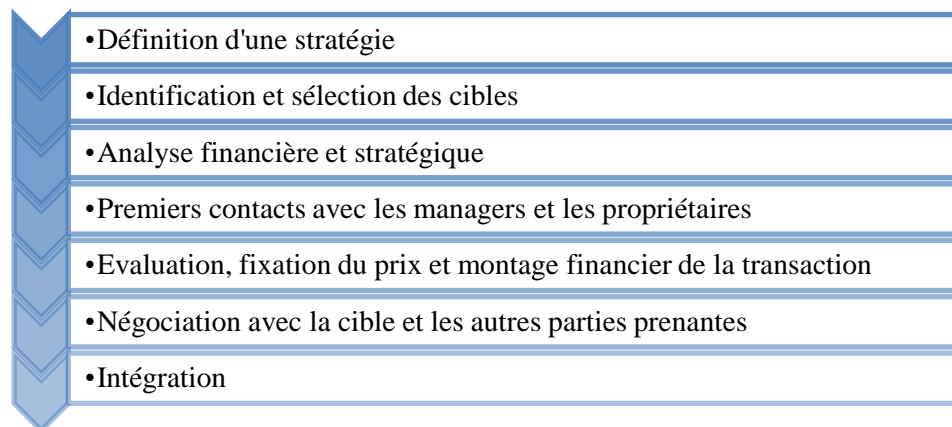 •Définition d'une stratégie
•Identification et sélection des cibles
•Analyse financière et stratégique
•Premiers contacts avec les managers et les propriétaires
•Evaluation, fixation du prix et montage financier de la transaction
•Négociation avec la cible et les autres parties prenantes
•Intégration